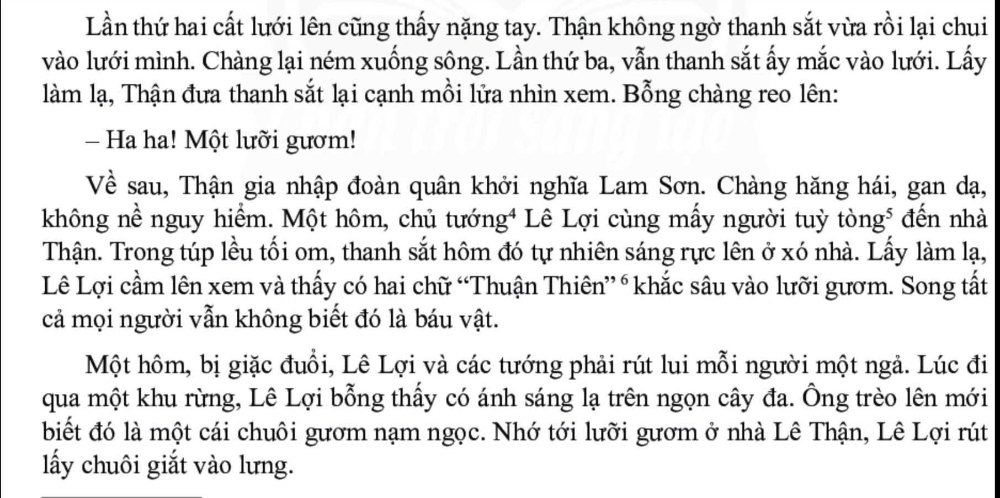 Lần thứ hai cất lưới lên cũng thấy nặng tay. Thận không ngờ thanh sắt vừa rồi lại chui
vào lưới mình. Chàng lại ném xuống sông. Lần thứ ba, vẫn thanh sắt ấy mắc vào lưới. Lấy
làm lạ, Thận đưa thanh sắt lại cạnh mồi lửa nhìn xem. Bỗng chàng reo lên:
– Ha ha! Một lưỡi gươm!
Về sau, Thận gia nhập đoàn quân khởi nghĩa Lam Sơn. Chàng hăng hái, gan dạ,
không nề nguy hiểm. Một hôm, chủ tướng⁴ Lê Lợi cùng mấy người tuỳ tòng⁵ đến nhà
Thận. Trong túp lều tối om, thanh sắt hôm đó tự nhiên sáng rực lên ở xó nhà. Lấy làm lạ,
Lê Lợi cầm lên xem và thấy có hai chữ “Thuận Thiên” ⁶ khắc sâu vào lưỡi gươm. Song tất
cả mọi người vẫn không biết đó là báu vật.
Một hôm, bị giặc đuổi, Lê Lợi và các tướng phải rút lui mỗi người một ngả. Lúc đi
qua một khu rừng, Lê Lợi bỗng thấy có ánh sáng lạ trên ngọn cây đa. Ông trèo lên mới
biết đó là một cái chuôi gươm nạm ngọc. Nhớ tới lưỡi gươm ở nhà Lê Thận, Lê Lợi rút
lấy chuôi giắt vào lưng.
Chân trời sáng tạo